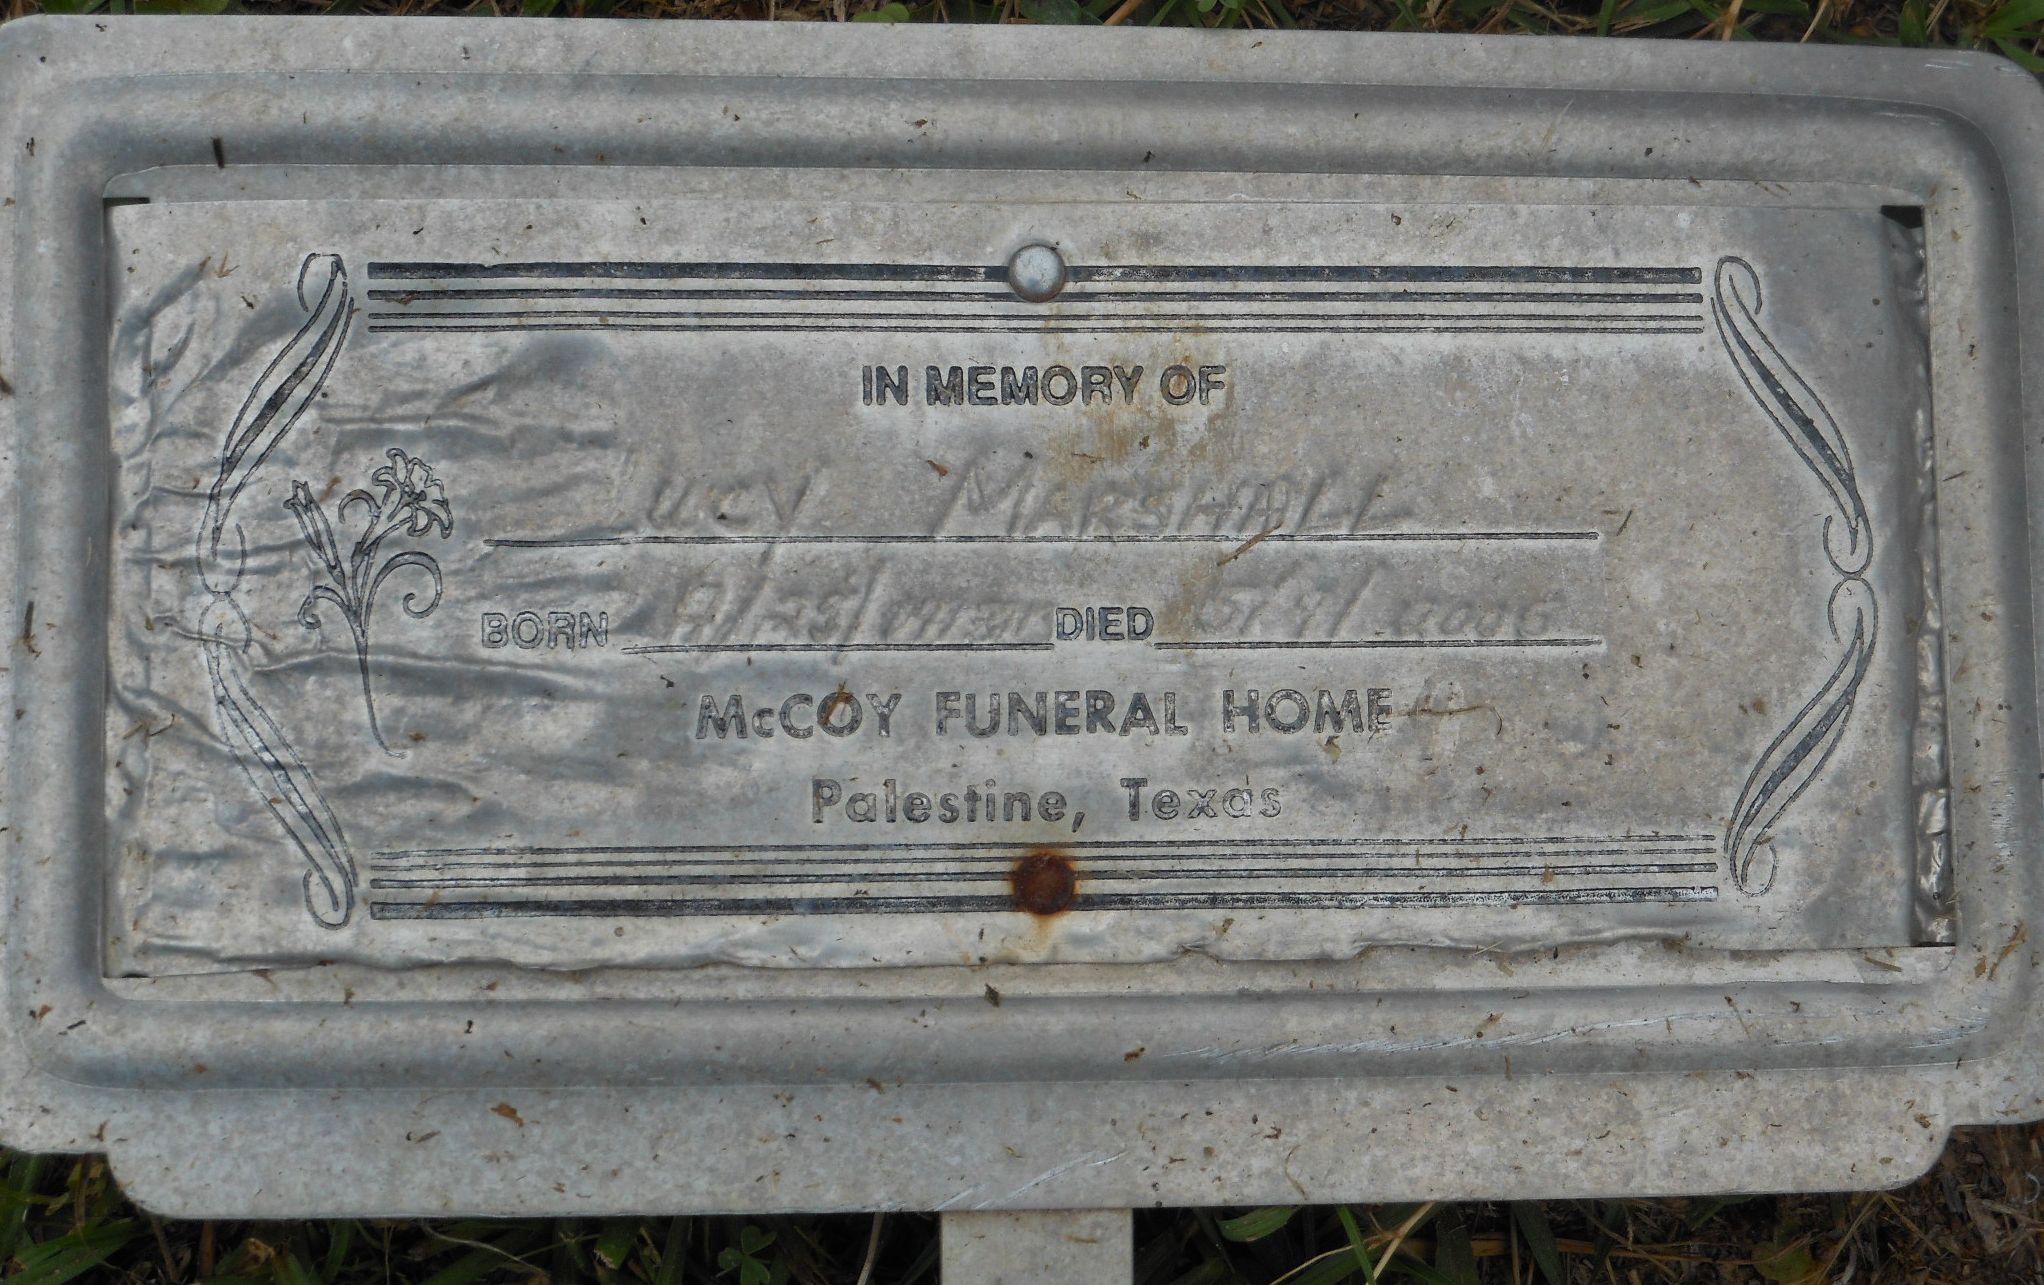 IN MEMORY OF
LUCY MARSHALL
BORN DIED
McCOY FUNERAL HOME
Palestine, Texas